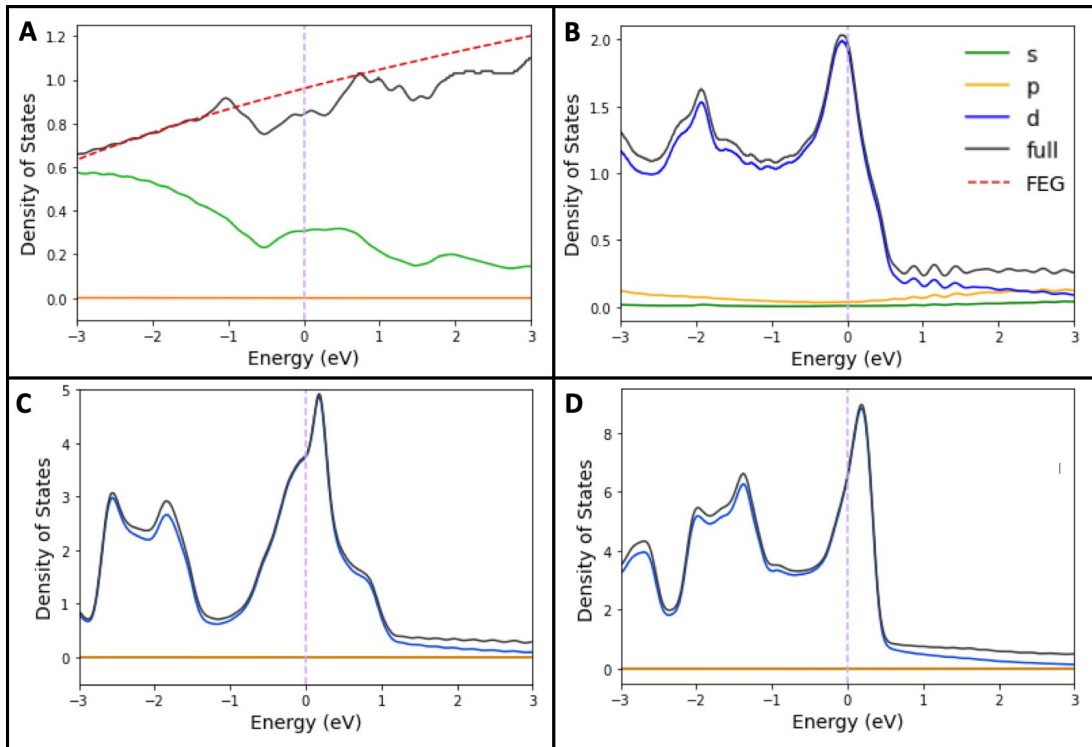 A
1.2
1.0
0.8
0.6
0.4
0.2
0.0
Density of States
−3 −2 −1 0 1 2 3
Energy (eV)
B
2.0
1.5
1.0
0.5
0.0
Density of States
s
p
d
full
FEG
−3 −2 −1 0 1 2 3
Energy (eV)
C
5
4
3
2
1
0
Density of States
−3 −2 −1 0 1 2 3
Energy (eV)
D
8
6
4
2
0
Density of States
−3 −2 −1 0 1 2 3
Energy (eV)